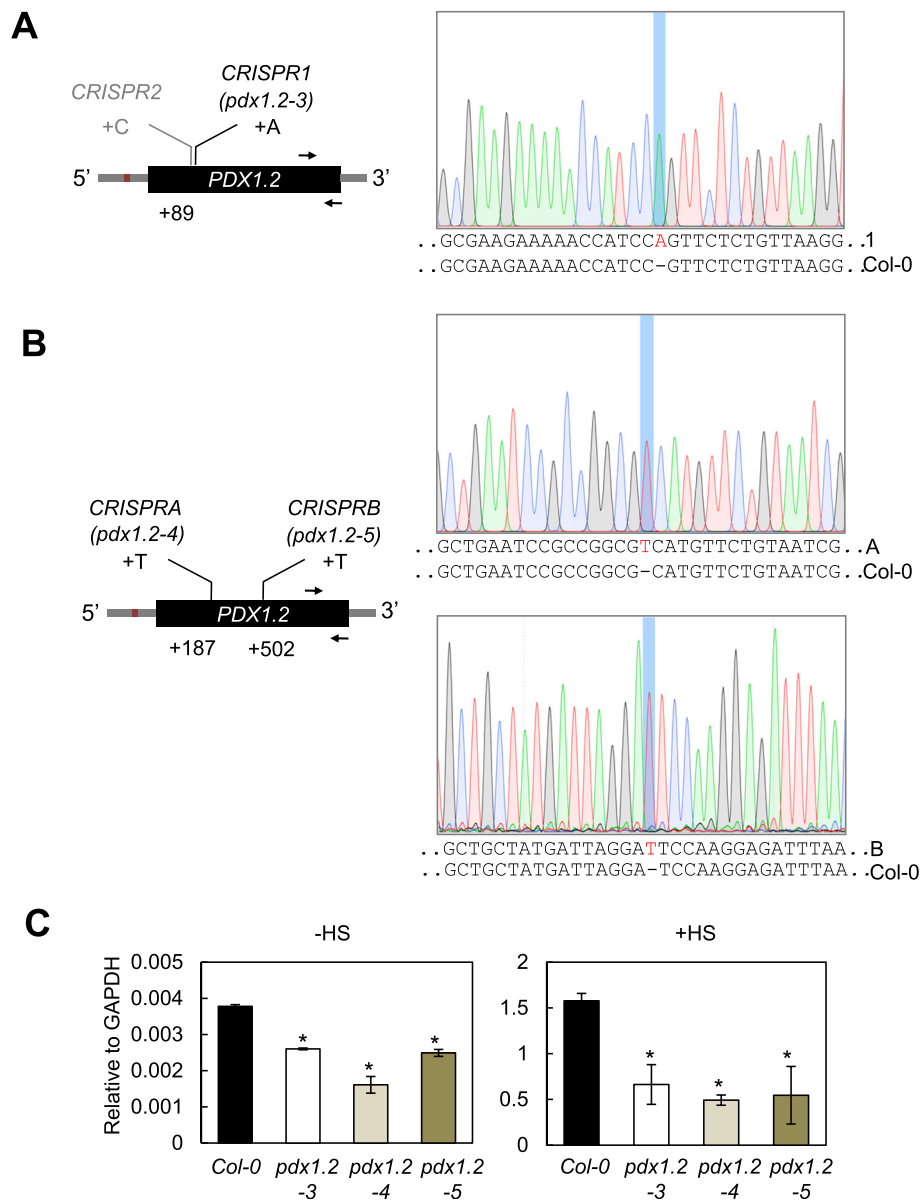 A
CRISPR2
+C
CRISPR1
(pdx1.2-3)
+A
5’
PDX1.2
3’
+89
..GCGAAGAAAAACCATCCAGTTCTCTGTTAAGG..1
..GCGAAGAAAAACCATCC-GTTCTCTGTTAAGG..Col-0
B
CRISPRA
(pdx1.2-4)
+T
CRISPRB
(pdx1.2-5)
+T
5’
PDX1.2
3’
+187
+502
..GCTGAATCCGCCGGCGTCATGTTCTGTAATCG..A
..GCTGAATCCGCCGGCG-CATGTTCTGTAATCG..Col-0
..GCTGCTATGATTAGGATTCCAAGGAGATTTAA..B
..GCTGCTATGATTAGGA-TCCAAGGAGATTTAA..Col-0
C
-HS
Relative to GAPDH
0.005
0.004
0.003
0.002
0.001
0
*
*
*
Col-0 pdx1.2 pdx1.2 pdx1.2
-3 -4 -5
+HS
2
1.5
1
0.5
0
*
*
*
Col-0 pdx1.2 pdx1.2 pdx1.2
-3 -4 -5